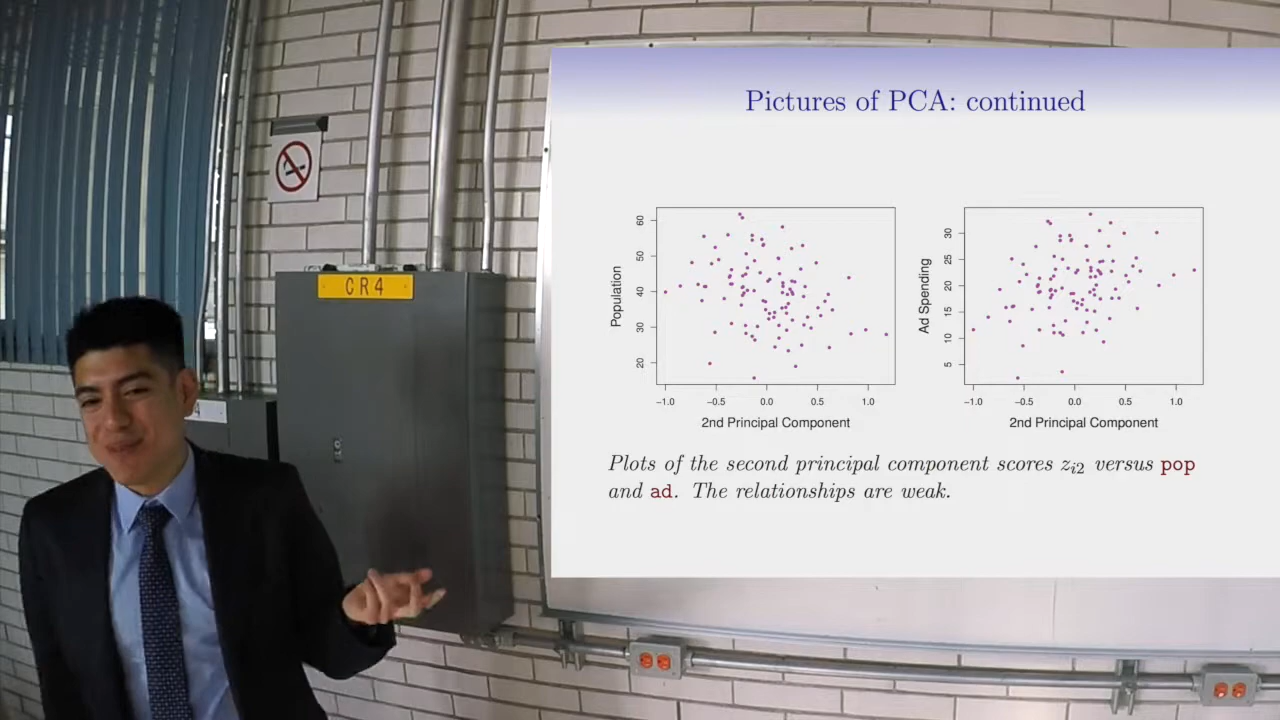 CR4
4
Pictures of PCA: continued
Population
60
50
40
30
20
−1.0 −0.5 0.0 0.5 1.0
2nd Principal Component
Ad Spending
30
25
20
15
10
5
−1.0 −0.5 0.0 0.5 1.0
2nd Principal Component
Plots of the second principal component scores zi2 versus pop
and ad. The relationships are weak.